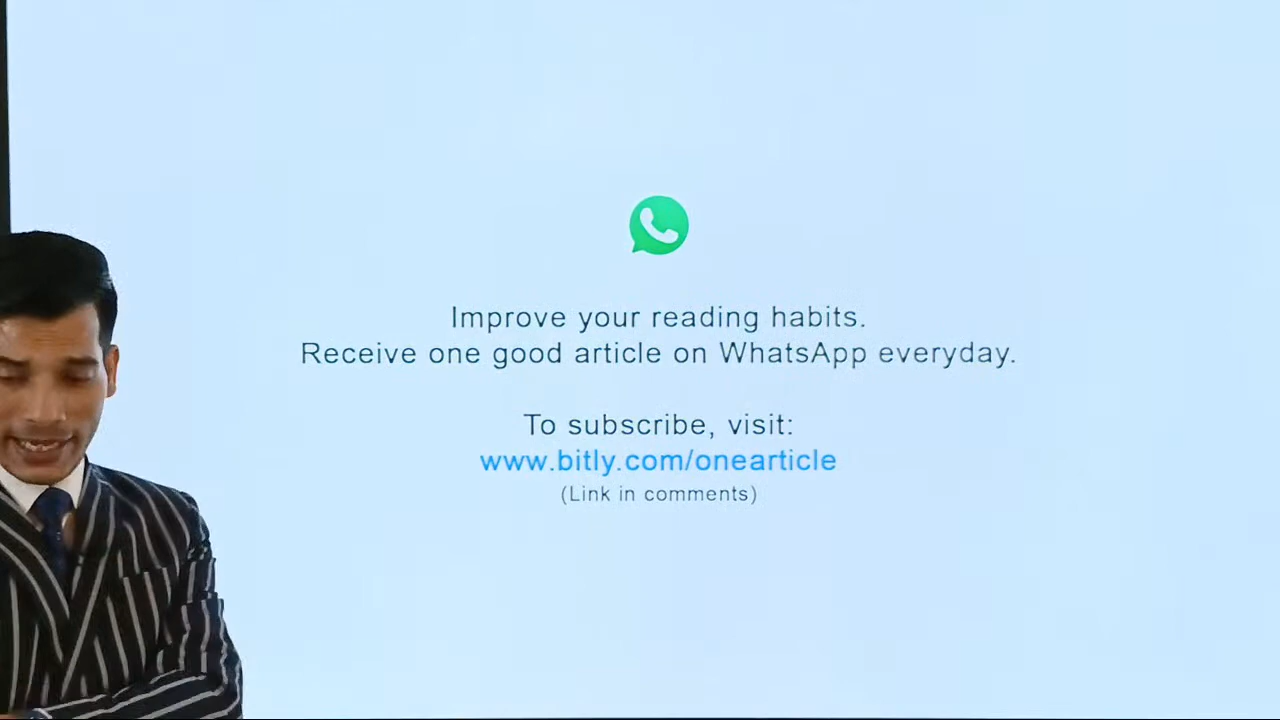 Improve your reading habits.
Receive one good article on WhatsApp everyday.
To subscribe, visit:
www.bitly.com/onearticle
(Link in comments)